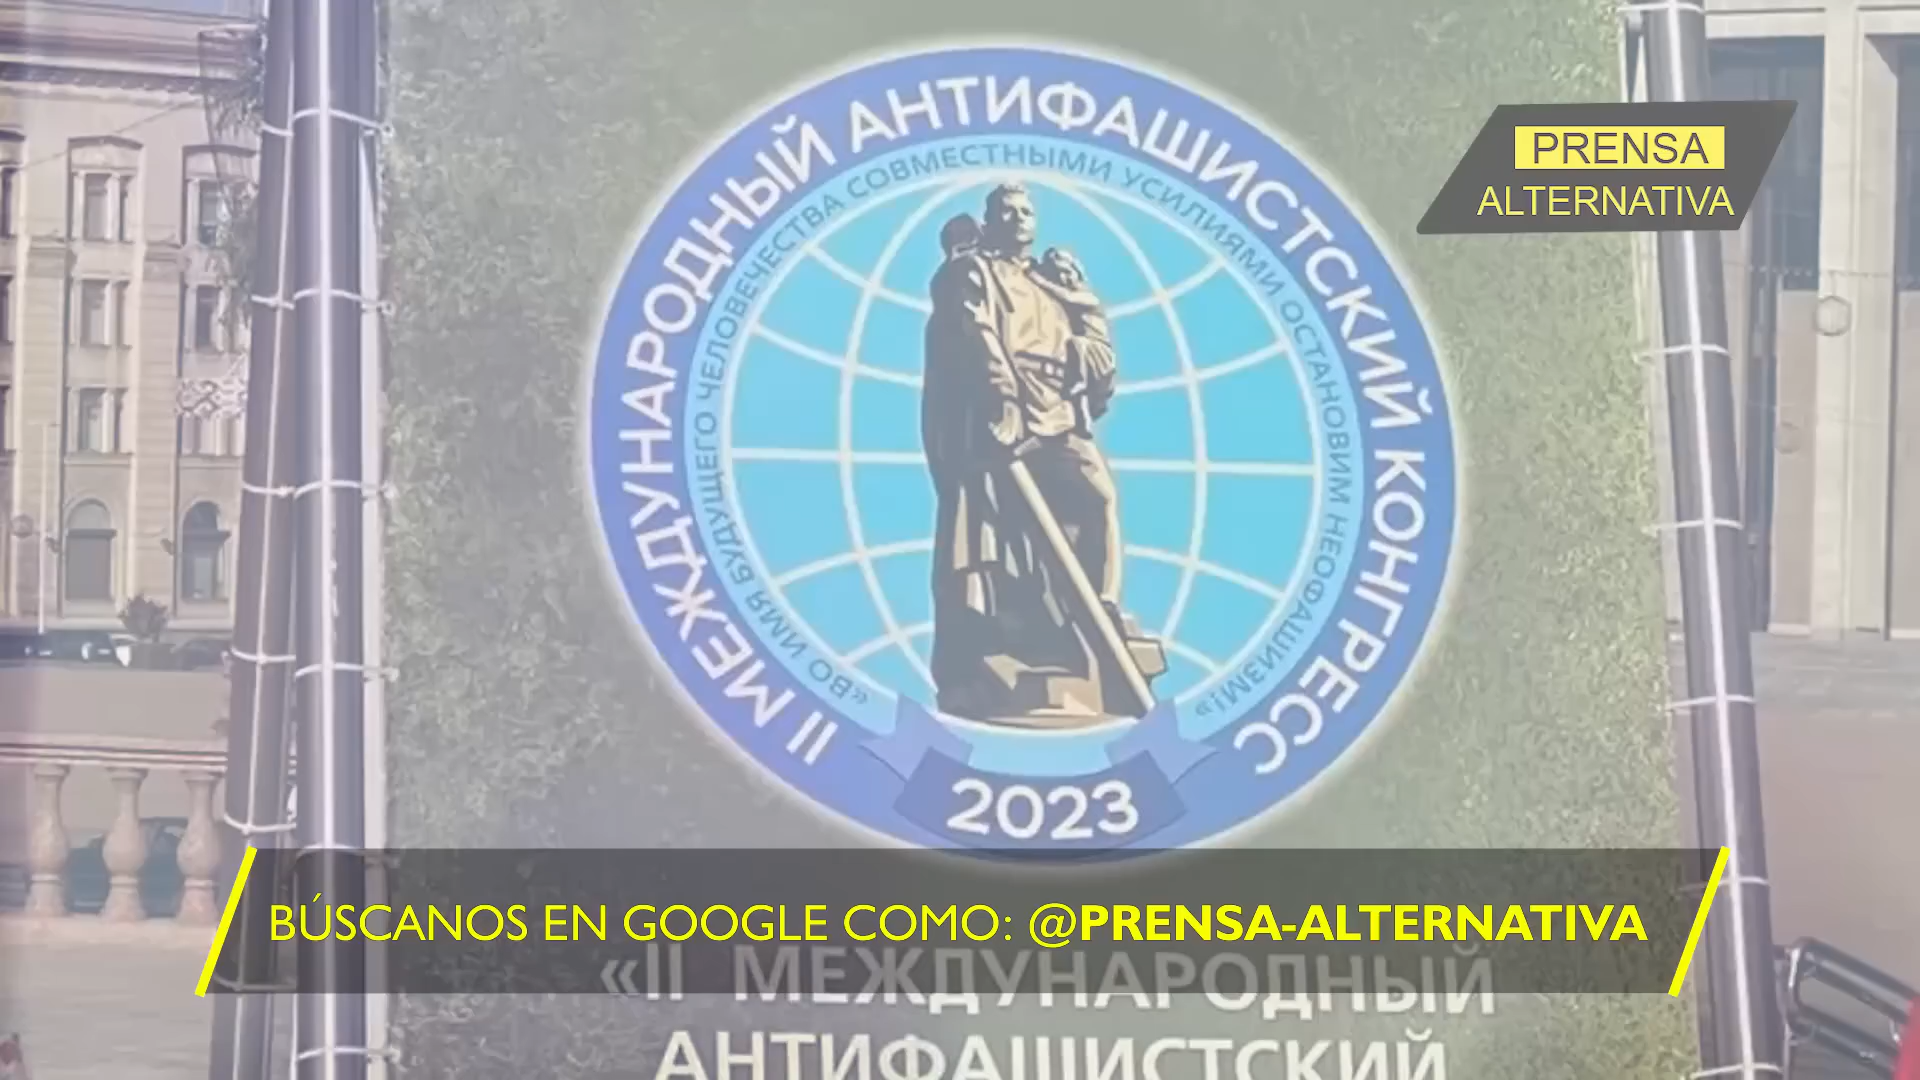 II МЕЖДУНАРОДНЫЙ АНТИФАШИСТСКИЙ КОНГРЕСС
«ВО ИМЯ БУДУЩЕГО ЧЕЛОВЕЧЕСТВА СОВМЕСТНЫМИ УСИЛИЯМИ ОСТАНОВИМ НЕОФАШИЗМ!»
PRENSA
ALTERNATIVA
2023
BÚSCANOS EN GOOGLE COMO: @PRENSA-ALTERNATIVA
«II МЕЖДУНАРОДНЫЙ
АНТИФАШИСТСКИЙ